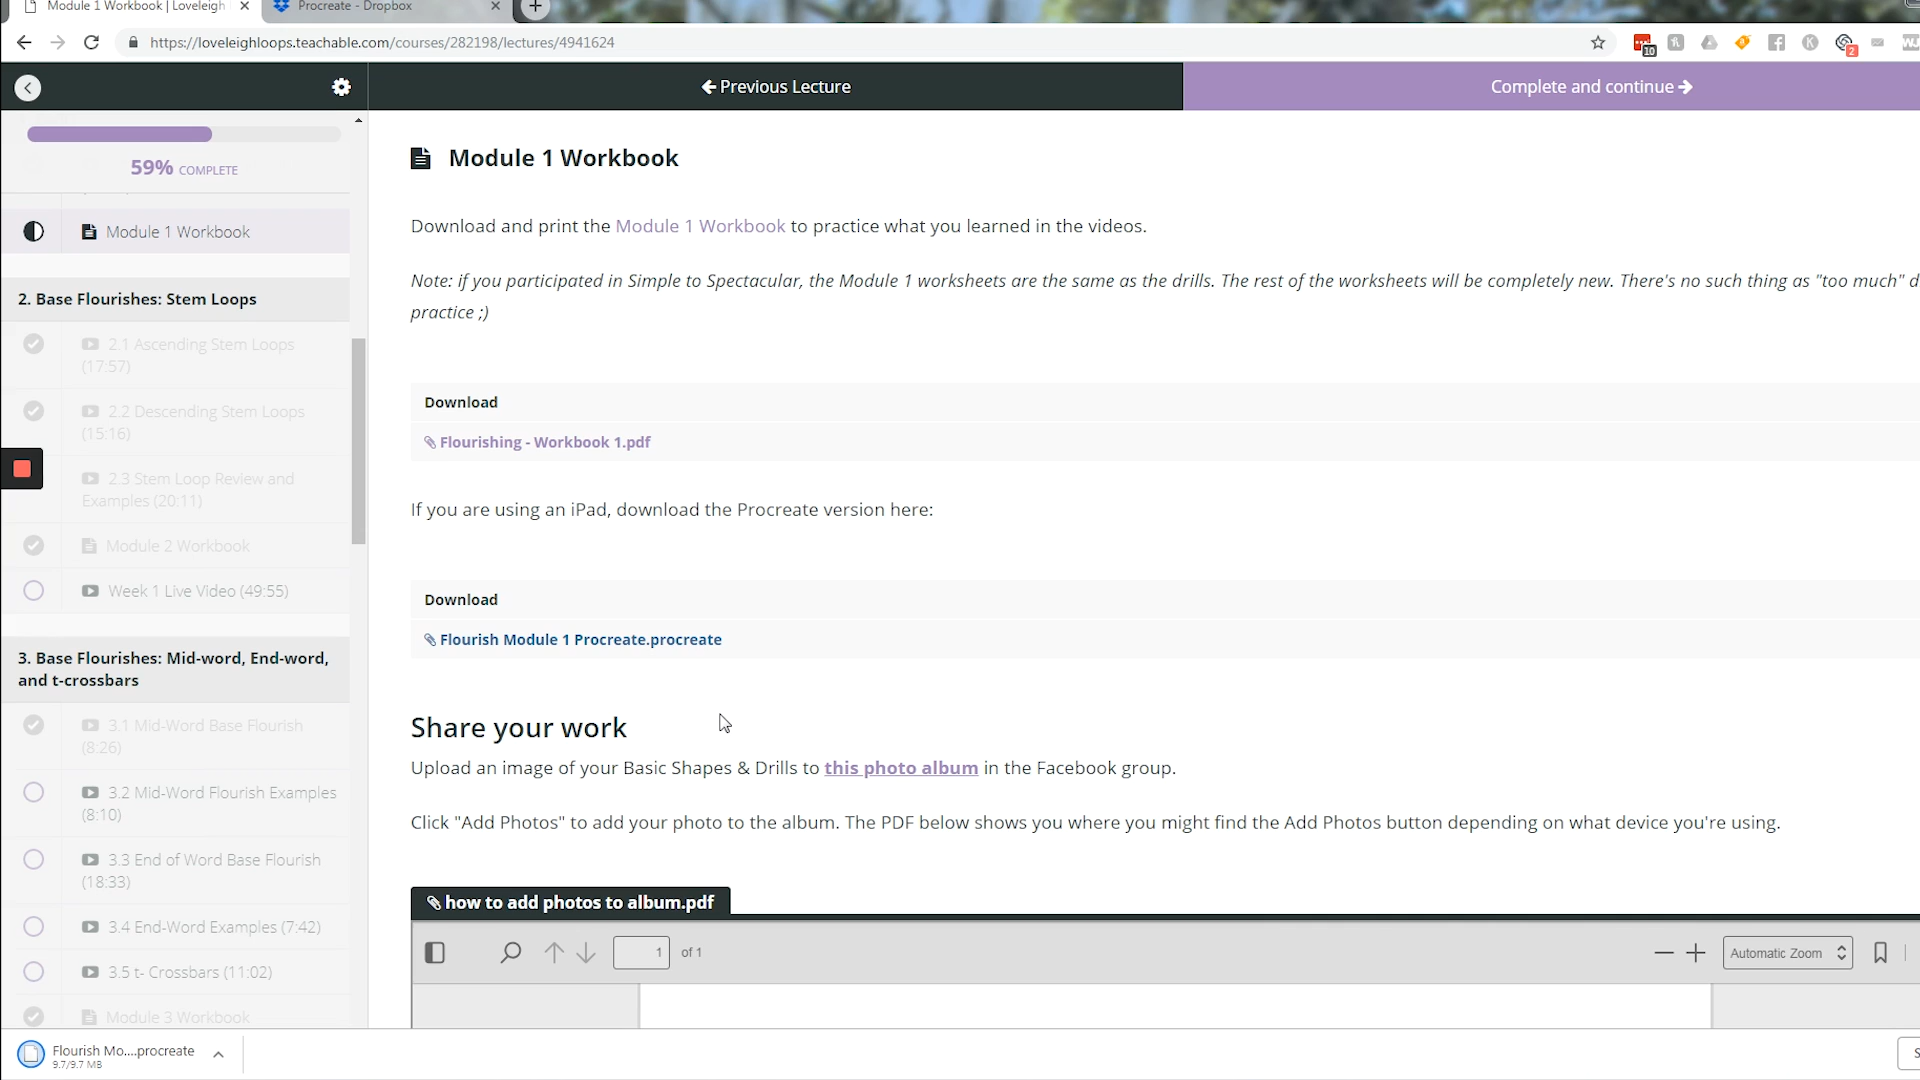 Module 1 Workbook | Loveleigh
Procreate - Dropbox
https://loveleighloops.teachable.com/courses/282198/lectures/4941624
10
2
Previous Lecture
Complete and continue
59% COMPLETE
Module 1 Workbook
2. Base Flourishes: Stem Loops
2.1 Ascending Stem Loops
(17:57)
2.2 Descending Stem Loops
(15:16)
2.3 Stem Loop Review and
Examples (20:11)
Module 2 Workbook
Week 1 Live Video (49:55)
3. Base Flourishes: Mid-word, End-word,
and t-crossbars
3.1 Mid-Word Base Flourish
(8:26)
3.2 Mid-Word Flourish Examples
(8:10)
3.3 End of Word Base Flourish
(18:33)
3.4 End-Word Examples (7:42)
3.5 t- Crossbars (11:02)
Module 3 Workbook
Module 1 Workbook
Download and print the Module 1 Workbook to practice what you learned in the videos.
Note: if you participated in Simple to Spectacular, the Module 1 worksheets are the same as the drills. The rest of the worksheets will be completely new. There's no such thing as "too much" d
practice ;)
Download
Flourishing - Workbook 1.pdf
If you are using an iPad, download the Procreate version here:
Download
Flourish Module 1 Procreate.procreate
Share your work
Upload an image of your Basic Shapes & Drills to this photo album in the Facebook group.
Click "Add Photos" to add your photo to the album. The PDF below shows you where you might find the Add Photos button depending on what device you're using.
how to add photos to album.pdf
1 of 1
Automatic Zoom
Flourish Mo....procreate
9.7/9.7 MB